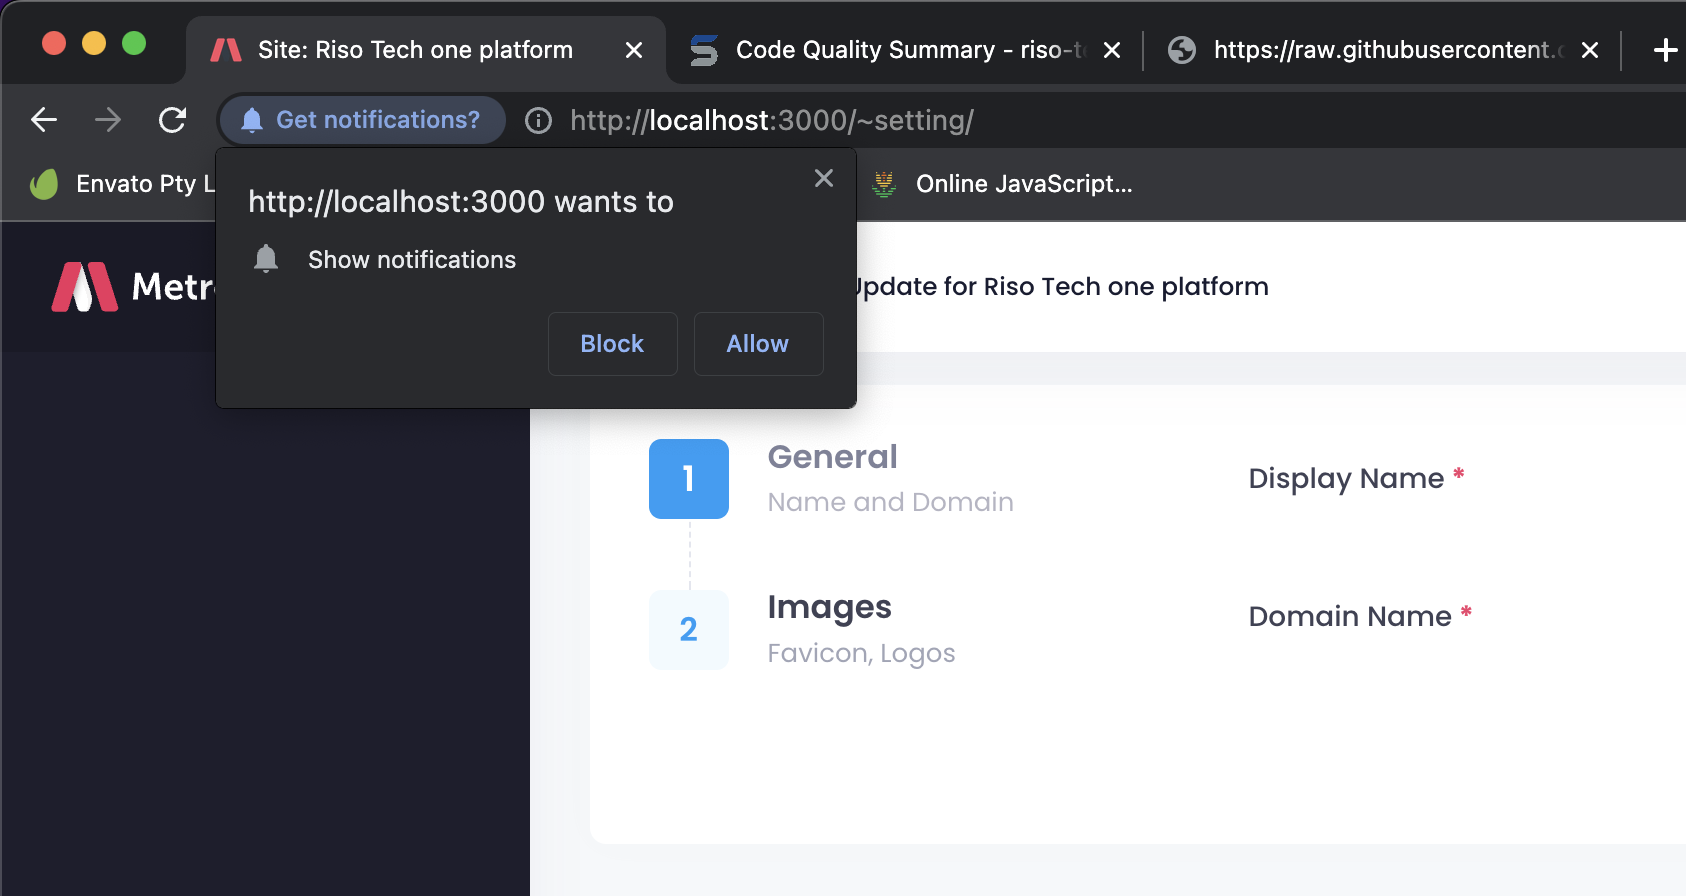 Site: Riso Tech one platform
Code Quality Summary - riso-te
https://raw.githubusercontent.c
Get notifications?
http://localhost:3000/~setting/
Envato Pty L
Online JavaScript...
http://localhost:3000 wants to
Show notifications
Block
Allow
Metr
Update for Riso Tech one platform
1
General
Name and Domain
Display Name *
2
Images
Favicon, Logos
Domain Name *